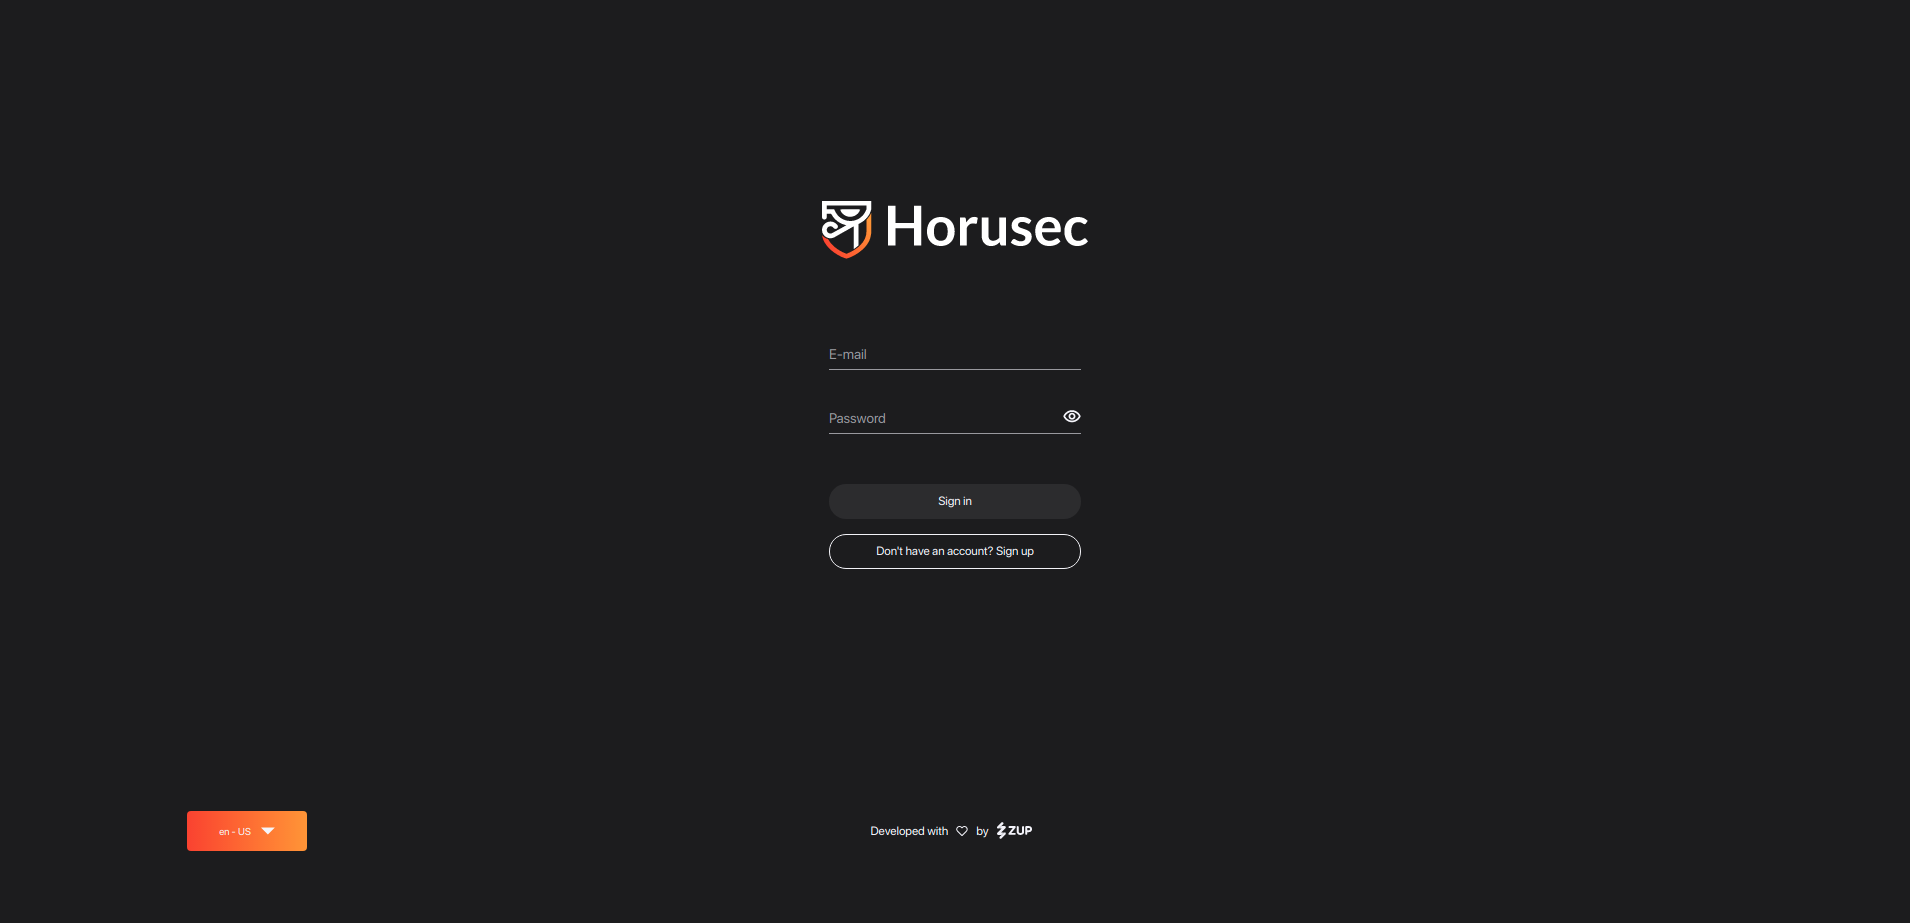 Horusec
E-mail
Password
Sign in
Don't have an account? Sign up
en - US
Developed with by ZUP